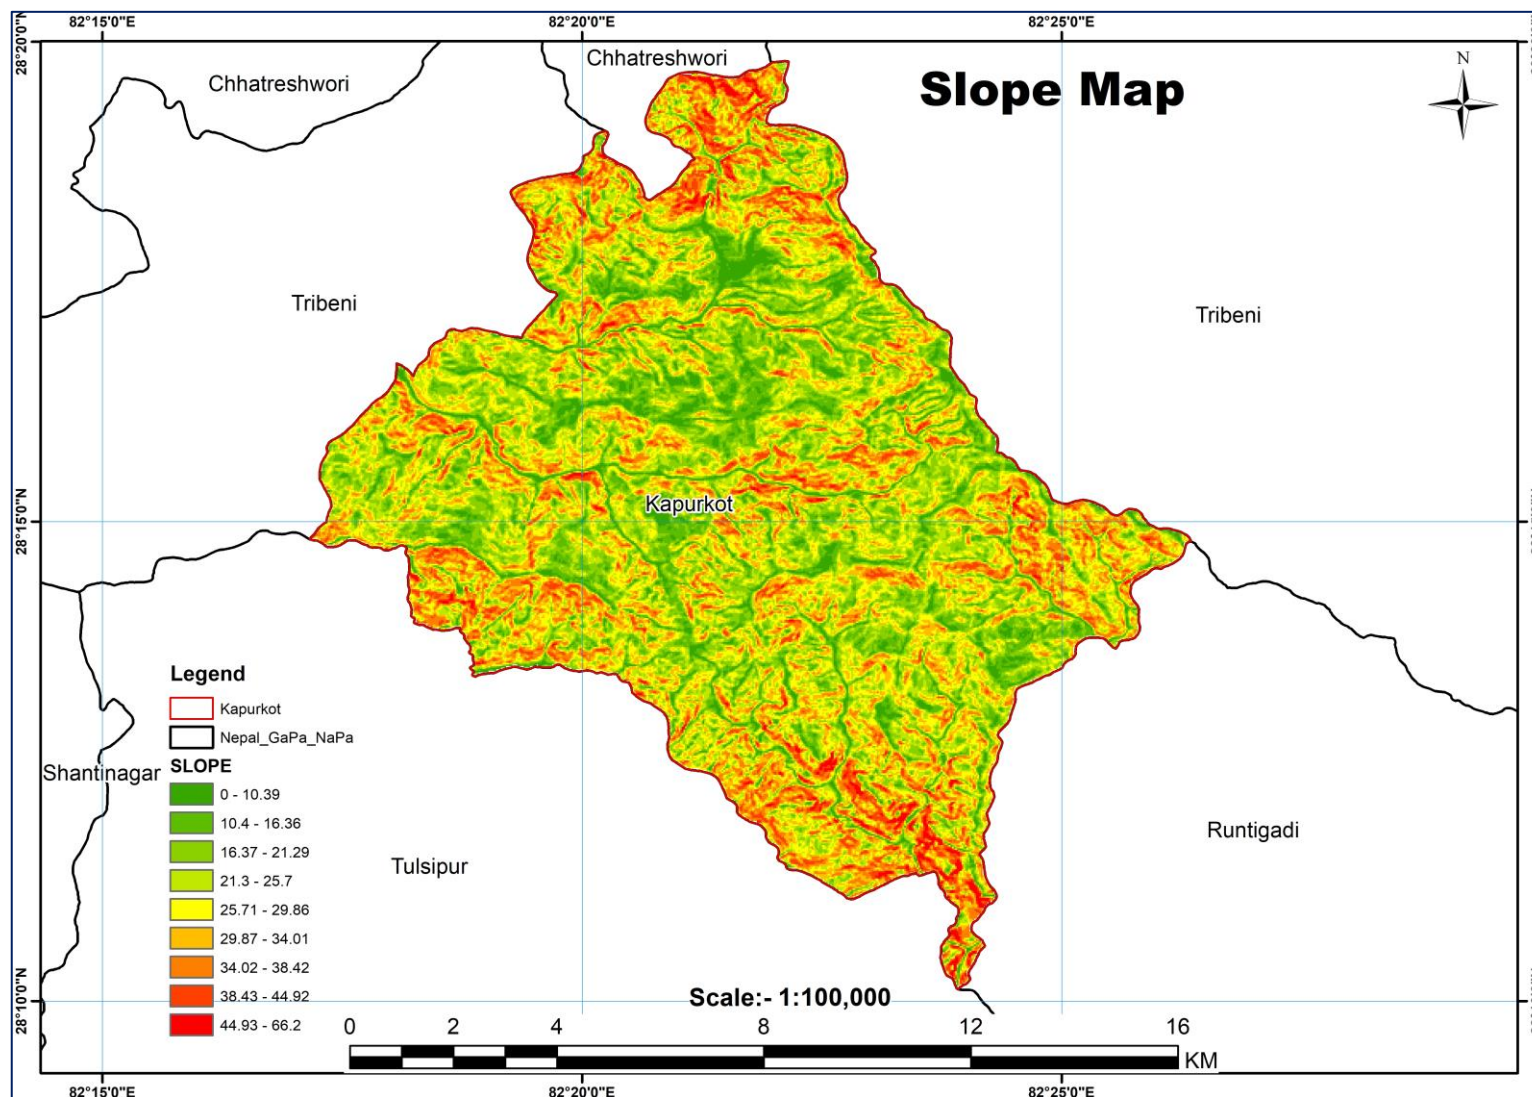 82°15'0"E 82°20'0"E 82°25'0"E
28°20'0"N
Chhatreshwori
Chhatreshwori
Slope Map
N
Tribeni
Tribeni
28°15'0"N
Kapurkot
Legend
Kapurkot
Nepal_GaPa_NaPa
SLOPE
0 - 10.39
10.4 - 16.36
16.37 - 21.29
21.3 - 25.7
25.71 - 29.86
29.87 - 34.01
34.02 - 38.42
38.43 - 44.92
44.93 - 66.2
Shantinagar
Tulsipur
Runtigadi
28°10'0"N
Scale:- 1:100,000
0 2 4 8 12 16
KM
82°15'0"E 82°20'0"E 82°25'0"E